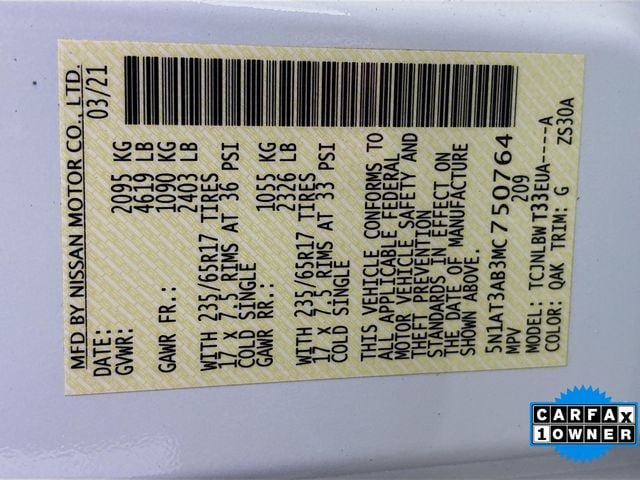 MFD BY NISSAN MOTOR CO., LTD.
DATE: 03/21
GVWR: 2095 KG
4619 LB
GAWR FR.: 1090 KG
2403 LB
WITH 235/65R17 TIRES
17 X 7.5 RIMS AT 36 PSI
COLD SINGLE
GAWR RR.: 1055 KG
2326 LB
WITH 235/65R17 TIRES
17 X 7.5 RIMS AT 33 PSI
COLD SINGLE
THIS VEHICLE CONFORMS TO
ALL APPLICABLE FEDERAL
MOTOR VEHICLE SAFETY AND
THEFT PREVENTION
STANDARDS IN EFFECT ON
THE DATE OF MANUFACTURE
SHOWN ABOVE.
5N1AT3AB3MC750764
MPV 209
MODEL: TCJNLBWT33EUA----A
COLOR: QAK TRIM: G ZS30A
CARFAX
1 OWNER